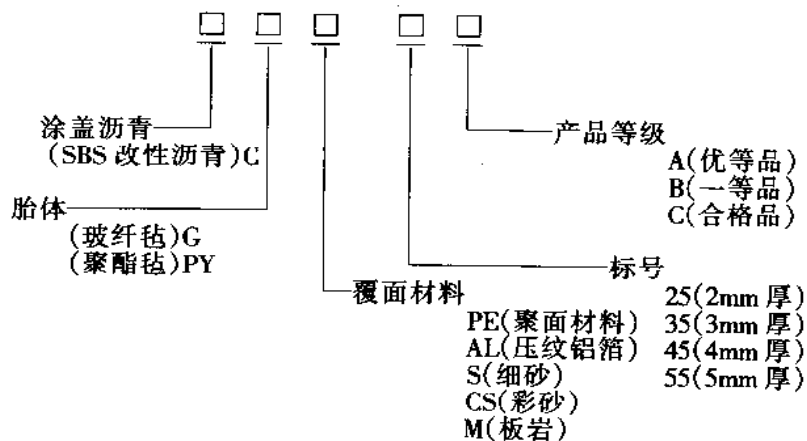 □ □ □ □ □
涂盖沥青
(SBS 改性沥青)C
产品等级
A(优等品)
B(一等品)
C(合格品)
胎体
(玻纤毡)G
(聚酯毡)PY
标号
25(2mm 厚)
35(3mm 厚)
45(4mm 厚)
55(5mm 厚)
覆面材料
PE(聚面材料)
AL(压纹铝箔)
S(细砂)
CS(彩砂)
M(板岩)